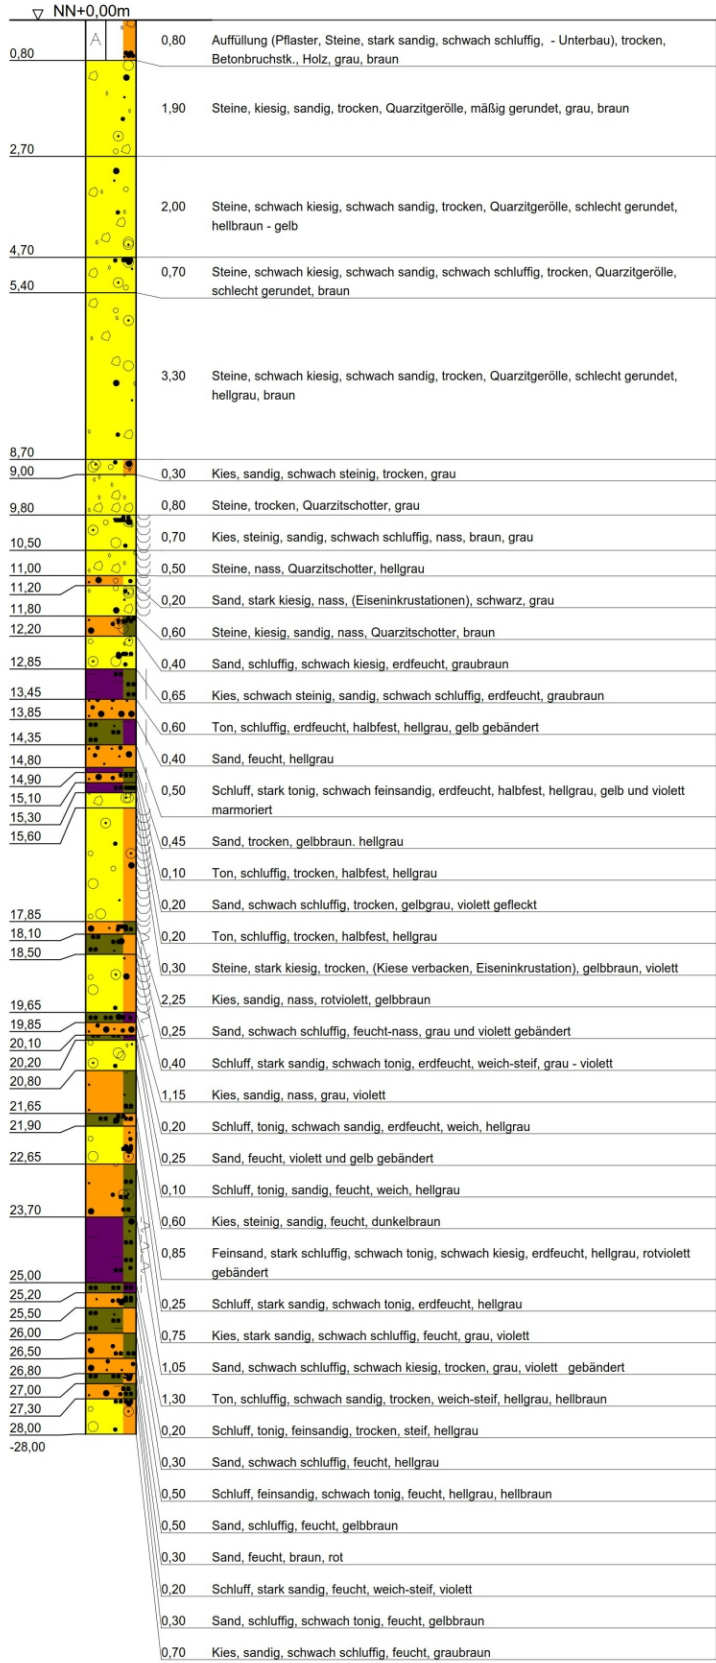 NN+0,00m
A
0,80
0,80 Auffüllung (Pflaster, Steine, stark sandig, schwach schluffig, - Unterbau), trocken,
Betonbruchstk., Holz, grau, braun
1,90 Steine, kiesig, sandig, trocken, Quarzitgerölle, mäßig gerundet, grau, braun
2,70
2,00 Steine, schwach kiesig, schwach sandig, trocken, Quarzitgerölle, schlecht gerundet,
hellbraun - gelb
4,70
0,70 Steine, schwach kiesig, schwach sandig, schwach schluffig, trocken, Quarzitgerölle,
schlecht gerundet, braun
5,40
3,30 Steine, schwach kiesig, schwach sandig, trocken, Quarzitgerölle, schlecht gerundet,
hellgrau, braun
8,70
9,00
0,30 Kies, sandig, schwach steinig, trocken, grau
0,80 Steine, trocken, Quarzitschotter, grau
9,80
0,70 Kies, steinig, sandig, schwach schluffig, nass, braun, grau
10,50
0,50 Steine, nass, Quarzitschotter, hellgrau
11,00
11,20
0,20 Sand, stark kiesig, nass, (Eiseninkrustationen), schwarz, grau
11,80
12,20
0,60 Steine, kiesig, sandig, nass, Quarzitschotter, braun
12,85
0,40 Sand, schluffig, schwach kiesig, erdfeucht, graubraun
13,45
0,65 Kies, schwach steinig, sandig, schwach schluffig, erdfeucht, graubraun
13,85
0,60 Ton, schluffig, erdfeucht, halbfest, hellgrau, gelb gebändert
14,35
0,40 Sand, feucht, hellgrau
14,80
14,90
0,50 Schluff, stark tonig, schwach feinsandig, erdfeucht, halbfest, hellgrau, gelb und violett
marmoriert
15,10
15,30
15,60
0,45 Sand, trocken, gelbbraun. hellgrau
0,10 Ton, schluffig, trocken, halbfest, hellgrau
0,20 Sand, schwach schluffig, trocken, gelbgrau, violett gefleckt
17,85
0,20 Ton, schluffig, trocken, halbfest, hellgrau
18,10
18,50
0,30 Steine, stark kiesig, trocken, (Kiese verbacken, Eiseninkrustation), gelbbraun, violett
2,25 Kies, sandig, nass, rotviolett, gelbbraun
19,65
19,85
0,25 Sand, schwach schluffig, feucht-nass, grau und violett gebändert
20,10
20,20
0,40 Schluff, stark sandig, schwach tonig, erdfeucht, weich-steif, grau - violett
20,80
1,15 Kies, sandig, nass, grau, violett
21,65
21,90
0,20 Schluff, tonig, schwach sandig, erdfeucht, weich, hellgrau
0,25 Sand, feucht, violett und gelb gebändert
22,65
0,10 Schluff, tonig, sandig, feucht, weich, hellgrau
23,70
0,60 Kies, steinig, sandig, feucht, dunkelbraun
0,85 Feinsand, stark schluffig, schwach tonig, schwach kiesig, erdfeucht, hellgrau, rotviolett
gebändert
25,00
25,20
0,25 Schluff, stark sandig, schwach tonig, erdfeucht, hellgrau
25,50
26,00
0,75 Kies, stark sandig, schwach schluffig, feucht, grau, violett
26,50
1,05 Sand, schwach schluffig, schwach kiesig, trocken, grau, violett gebändert
26,80
27,00
1,30 Ton, schluffig, schwach sandig, trocken, weich-steif, hellgrau, hellbraun
27,30
28,00
0,20 Schluff, tonig, feinsandig, trocken, steif, hellgrau
-28,00
0,30 Sand, schwach schluffig, feucht, hellgrau
0,50 Schluff, feinsandig, schwach tonig, feucht, hellgrau, hellbraun
0,50 Sand, schluffig, feucht, gelbbraun
0,30 Sand, feucht, braun, rot
0,20 Schluff, stark sandig, feucht, weich-steif, violett
0,30 Sand, schluffig, schwach tonig, feucht, gelbbraun
0,70 Kies, sandig, schwach schluffig, feucht, graubraun